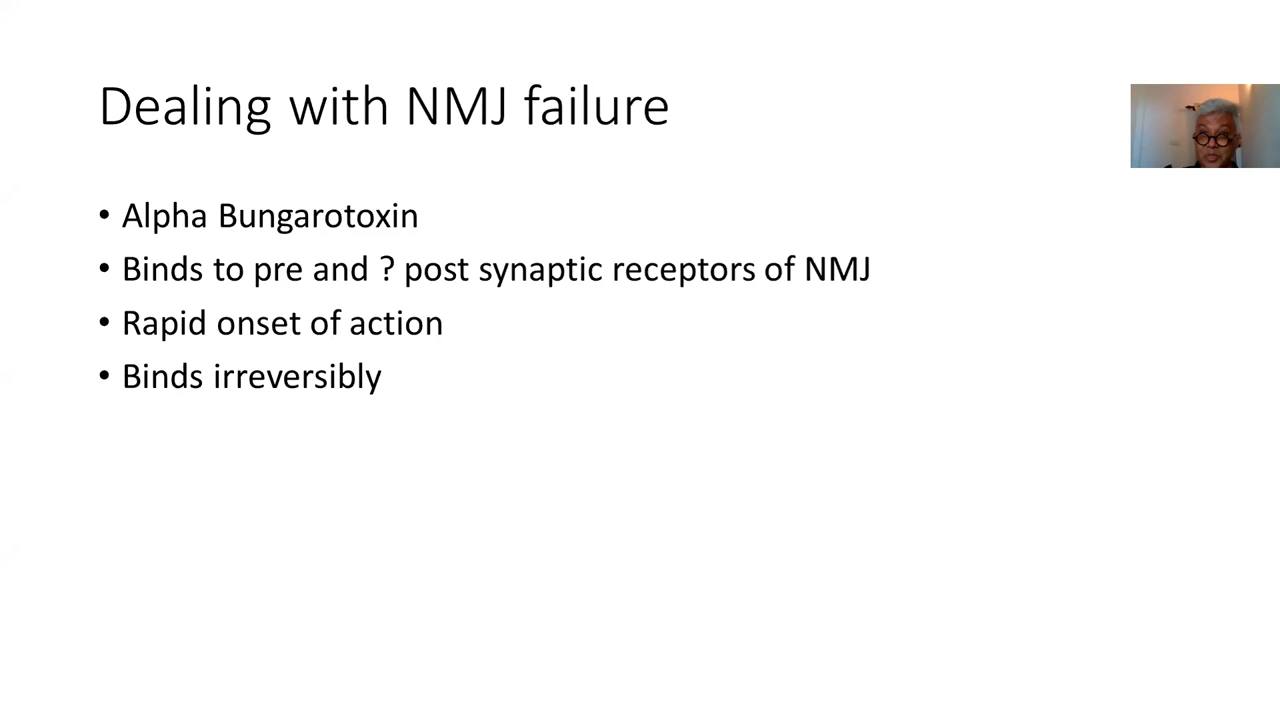 Dealing with NMJ failure
• Alpha Bungarotoxin
• Binds to pre and ? post synaptic receptors of NMJ
• Rapid onset of action
• Binds irreversibly